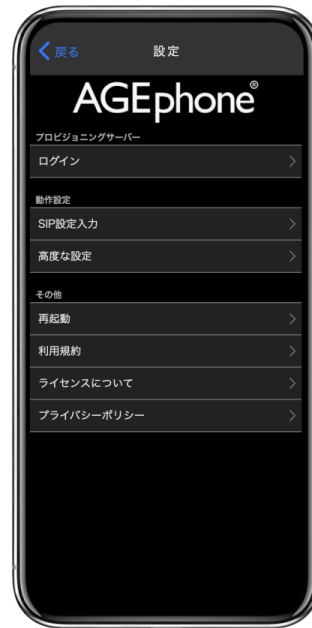 戻る 設定
AGEphone®
プロビジョニングサーバー
ログイン
動作設定
SIP設定入力
高度な設定
その他
再起動
利用規約
ライセンスについて
プライバシーポリシー